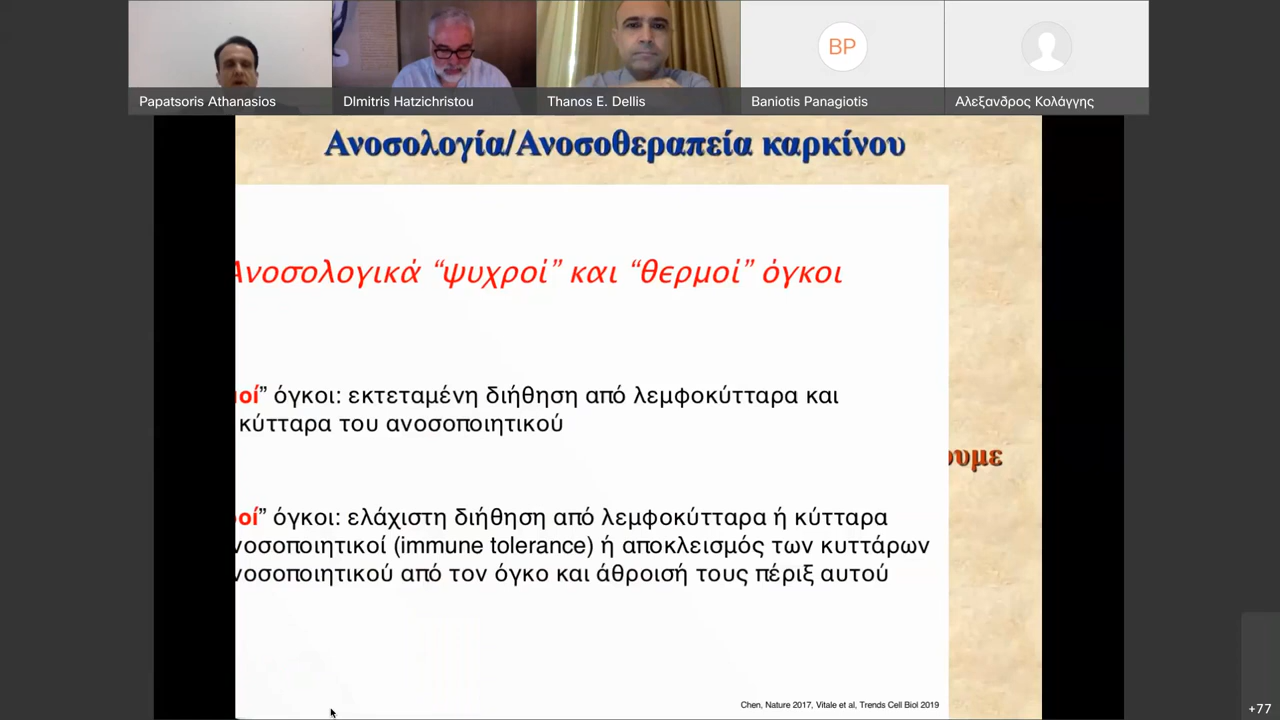 Papatsoris Athanasios
DImitris Hatzichristou
Thanos E. Dellis
BP
Baniotis Panagiotis
Αλεξανδρος Κολάγγης
Ανοσολογία/Ανοσοθεραπεία καρκίνου
Ανοσολογικά “ψυχροί” και “θερμοί” όγκοι
μοί” όγκοι: εκτεταμένη διήθηση από λεμφοκύτταρα και
κύτταρα του ανοσοποιητικού
ουμε
ροί” όγκοι: ελάχιστη διήθηση από λεμφοκύτταρα ή κύτταρα
νοσοποιητικοί (immune tolerance) ή αποκλεισμός των κυττάρων
νοσοποιητικού από τον όγκο και άθροισή τους πέριξ αυτού
Chen, Nature 2017, Vitale et al, Trends Cell Biol 2019
+77